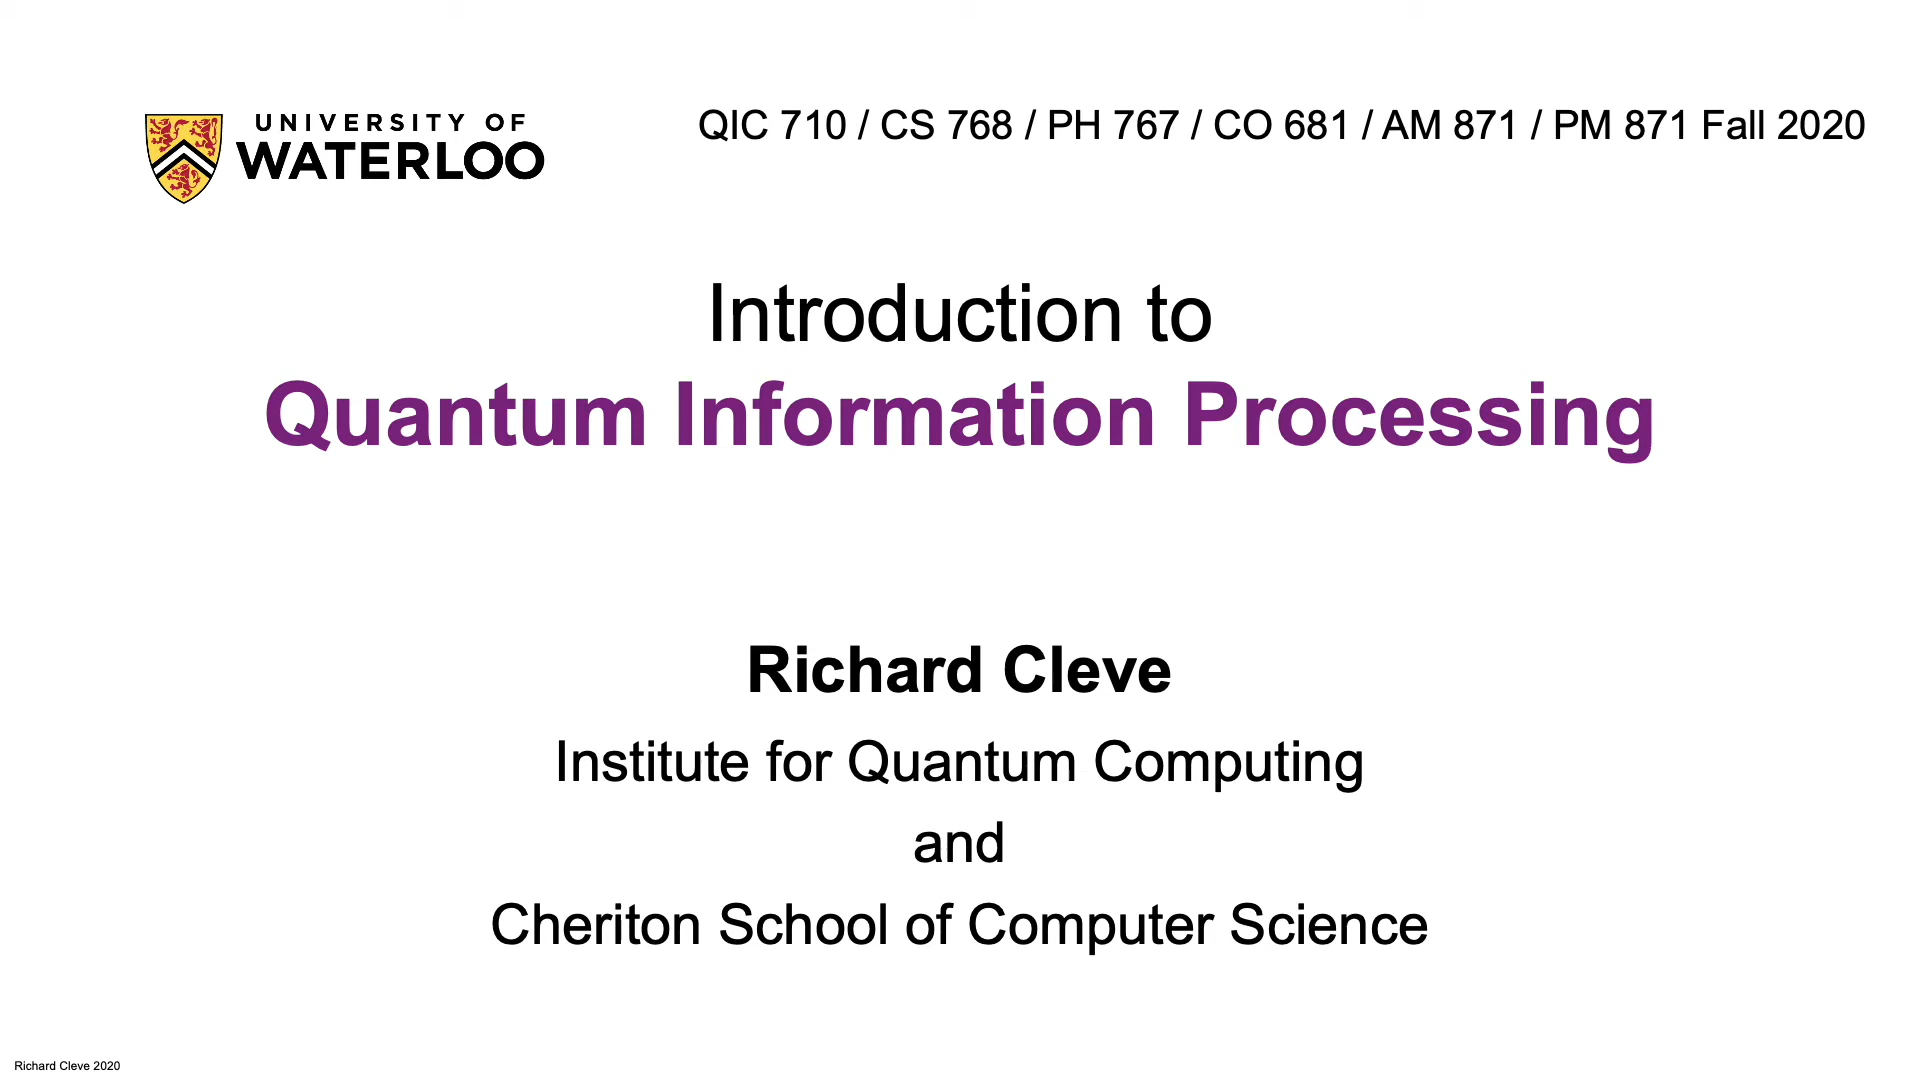 UNIVERSITY OF
WATERLOO
QIC 710 / CS 768 / PH 767 / CO 681 / AM 871 / PM 871 Fall 2020
Introduction to
Quantum Information Processing
Richard Cleve
Institute for Quantum Computing
and
Cheriton School of Computer Science
Richard Cleve 2020